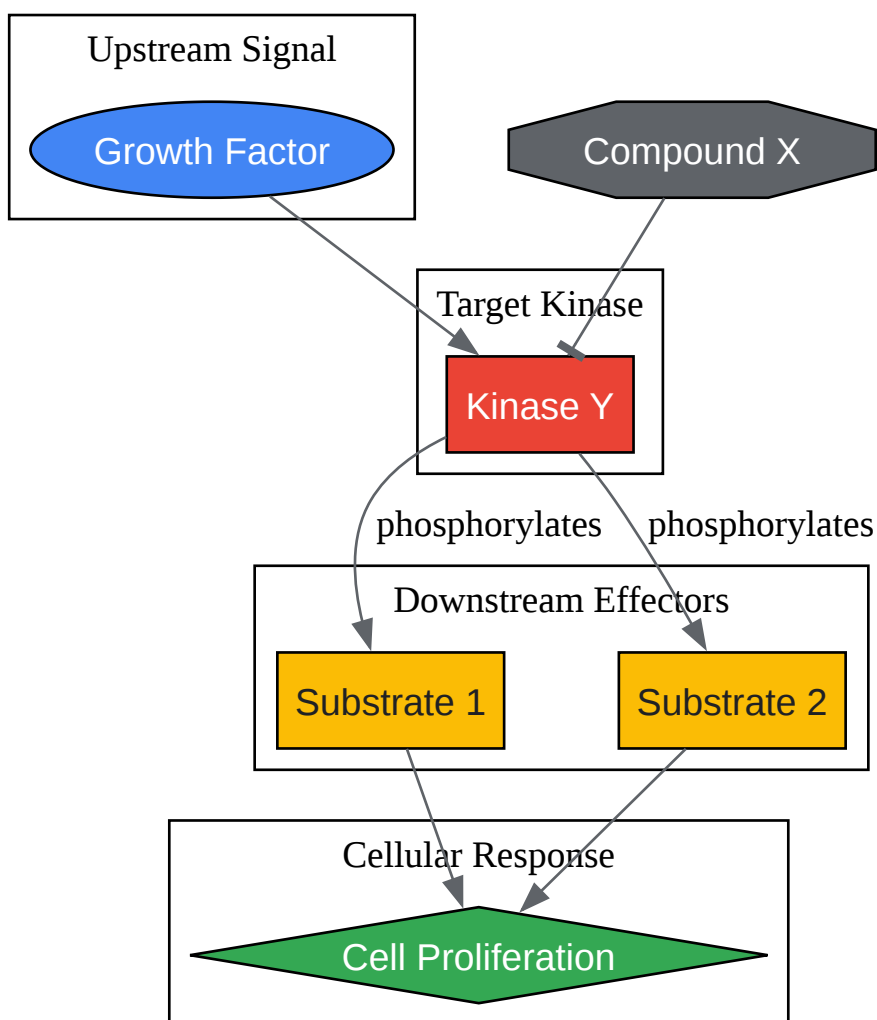 Upstream Signal
Growth Factor
Compound X
Target Kinase
Kinase Y
phosphorylates
phosphorylates
Downstream Effectors
Substrate 1
Substrate 2
Cellular Response
Cell Proliferation